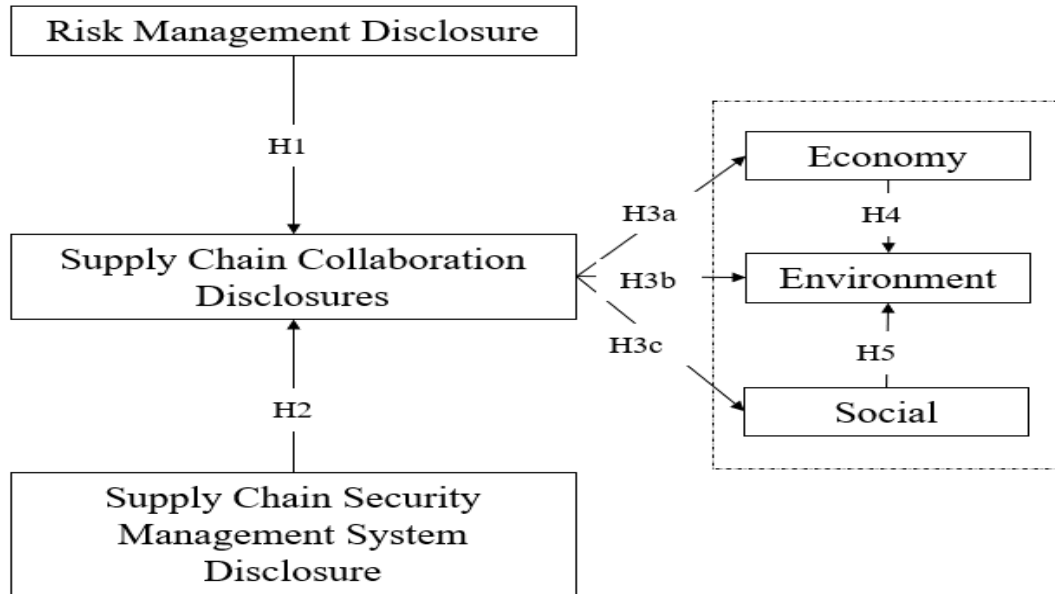 Risk Management Disclosure
H1
Economy
H3a
H4
Supply Chain Collaboration
Disclosures
H3b
Environment
H3c
H5
H2
Social
Supply Chain Security
Management System
Disclosure